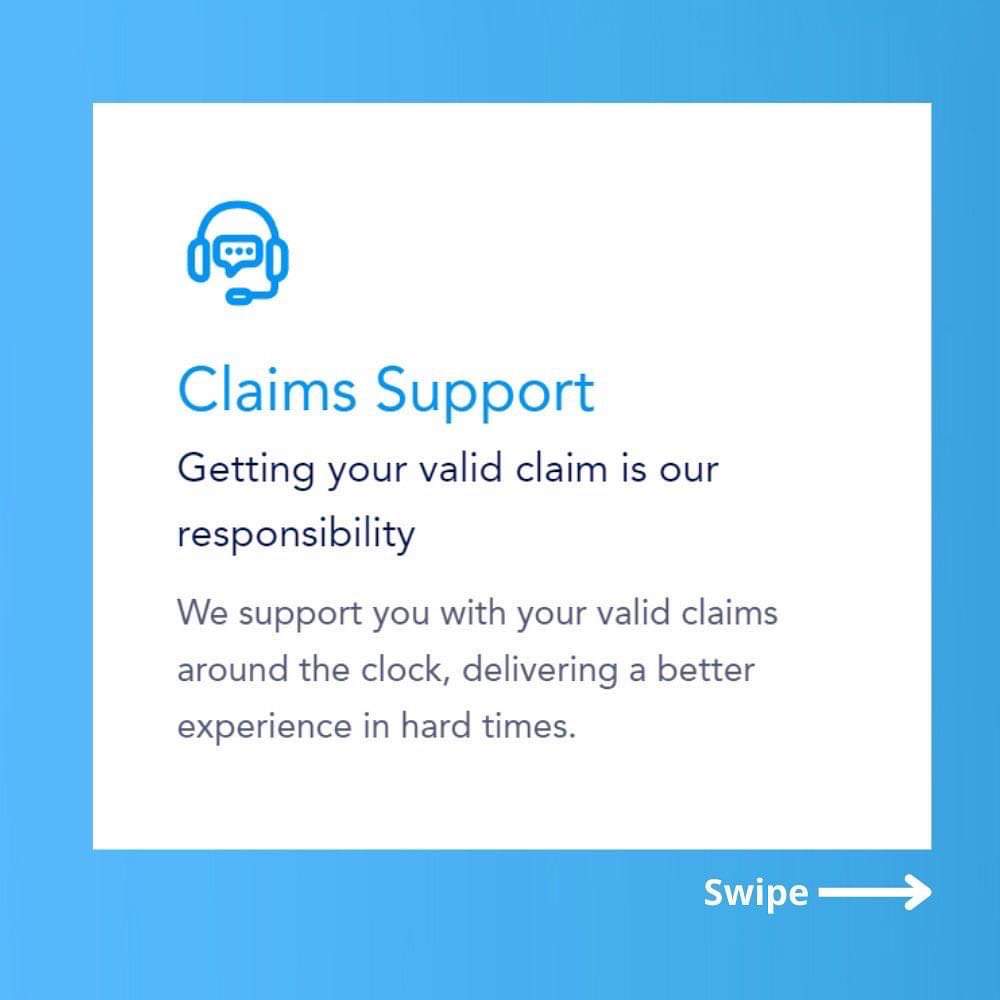 Claims Support
Getting your valid claim is our
responsibility
We support you with your valid claims
around the clock, delivering a better
experience in hard times.
Swipe